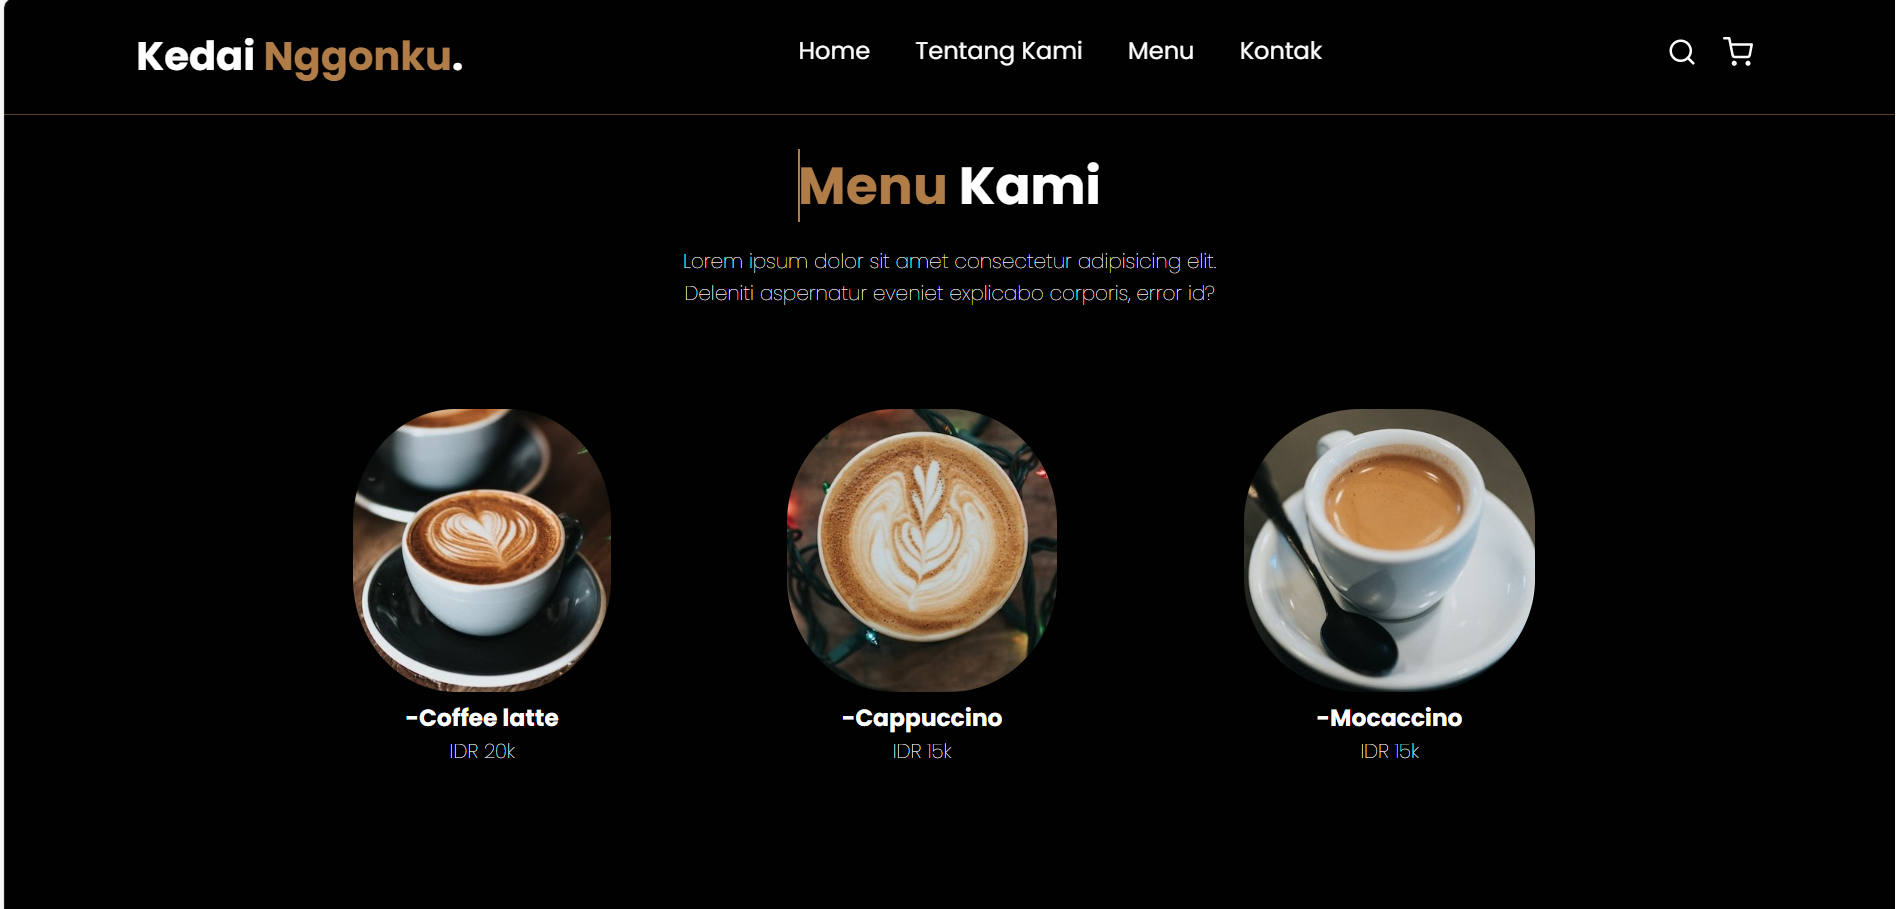 Kedai Nggonku.
Home Tentang Kami Menu Kontak
Menu Kami
Lorem ipsum dolor sit amet consectetur adipisicing elit.
Deleniti aspernatur eveniet explicabo corporis, error id?
-Coffee latte
IDR 20k
-Cappuccino
IDR 15k
-Mocaccino
IDR 15k